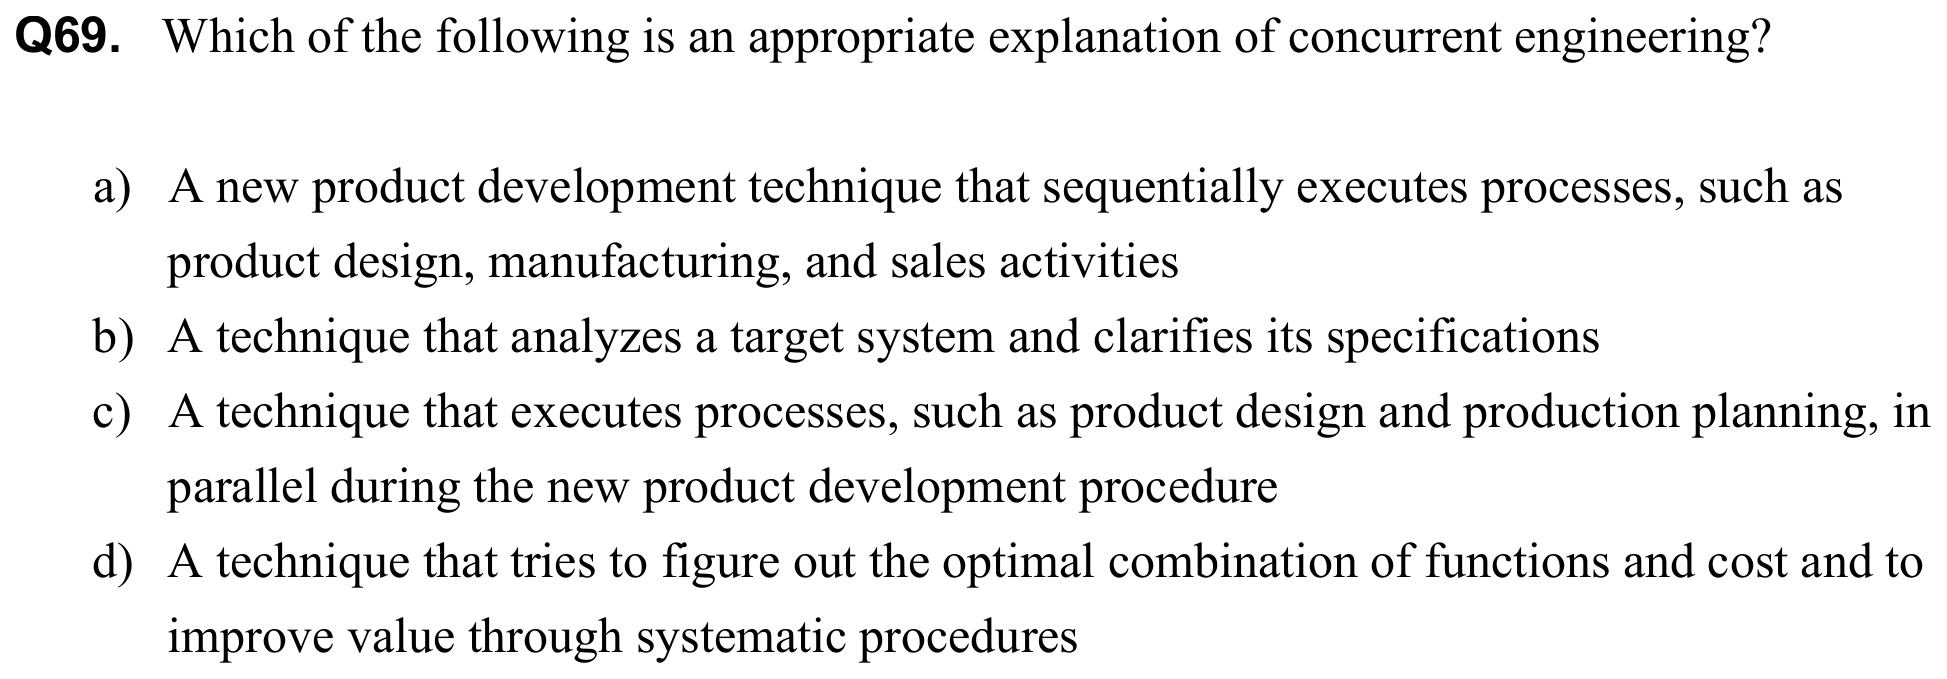 Q69. Which of the following is an appropriate explanation of concurrent engineering?
a) A new product development technique that sequentially executes processes, such as
product design, manufacturing, and sales activities
b) A technique that analyzes a target system and clarifies its specifications
c) A technique that executes processes, such as product design and production planning, in
parallel during the new product development procedure
d) A technique that tries to figure out the optimal combination of functions and cost and to
improve value through systematic procedures